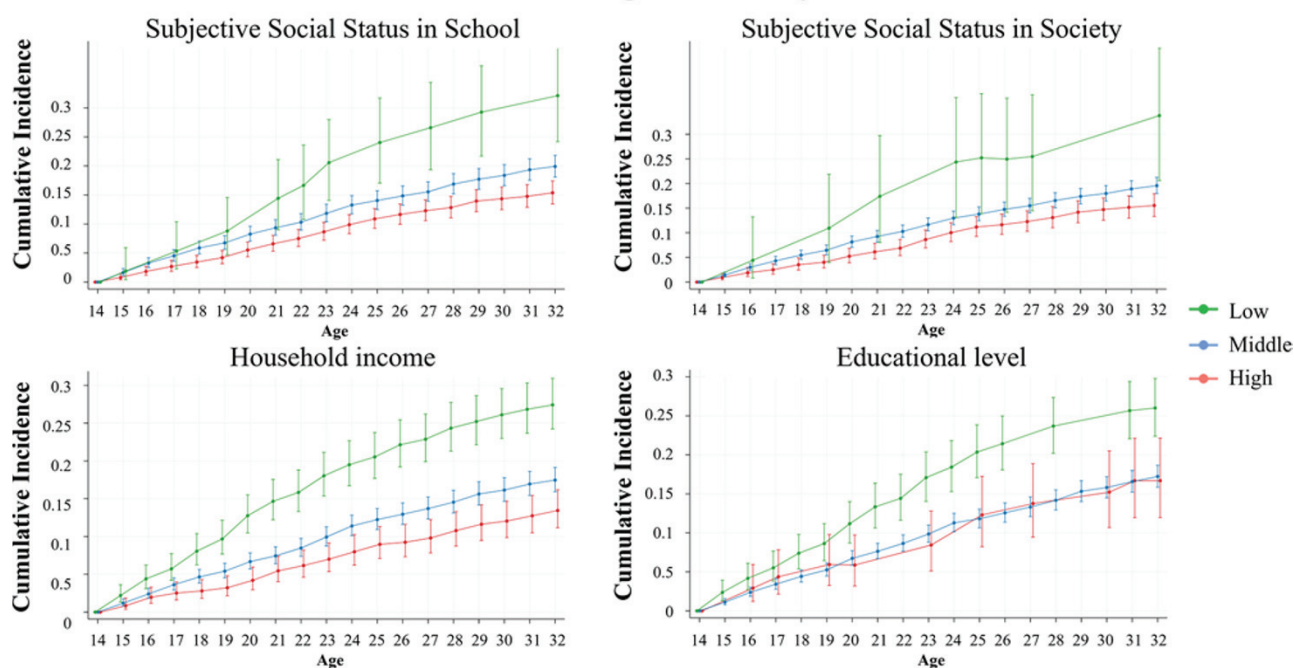 Subjective Social Status in School
Cumulative Incidence
0.3
0.25
0.2
0.15
0.1
0.5
0
14 15 16 17 18 19 20 21 22 23 24 25 26 27 28 29 30 31 32
Age
Subjective Social Status in Society
Cumulative Incidence
0.3
0.25
0.2
0.15
0.1
0.5
0
14 15 16 17 18 19 20 21 22 23 24 25 26 27 28 29 30 31 32
Age
Low
Middle
High
Household income
Cumulative Incidence
0.3
0.25
0.2
0.15
0.1
0.5
0
14 15 16 17 18 19 20 21 22 23 24 25 26 27 28 29 30 31 32
Age
Educational level
Cumulative Incidence
0.3
0.25
0.2
0.15
0.1
0.5
0
14 15 16 17 18 19 20 21 22 23 24 25 26 27 28 29 30 31 32
Age